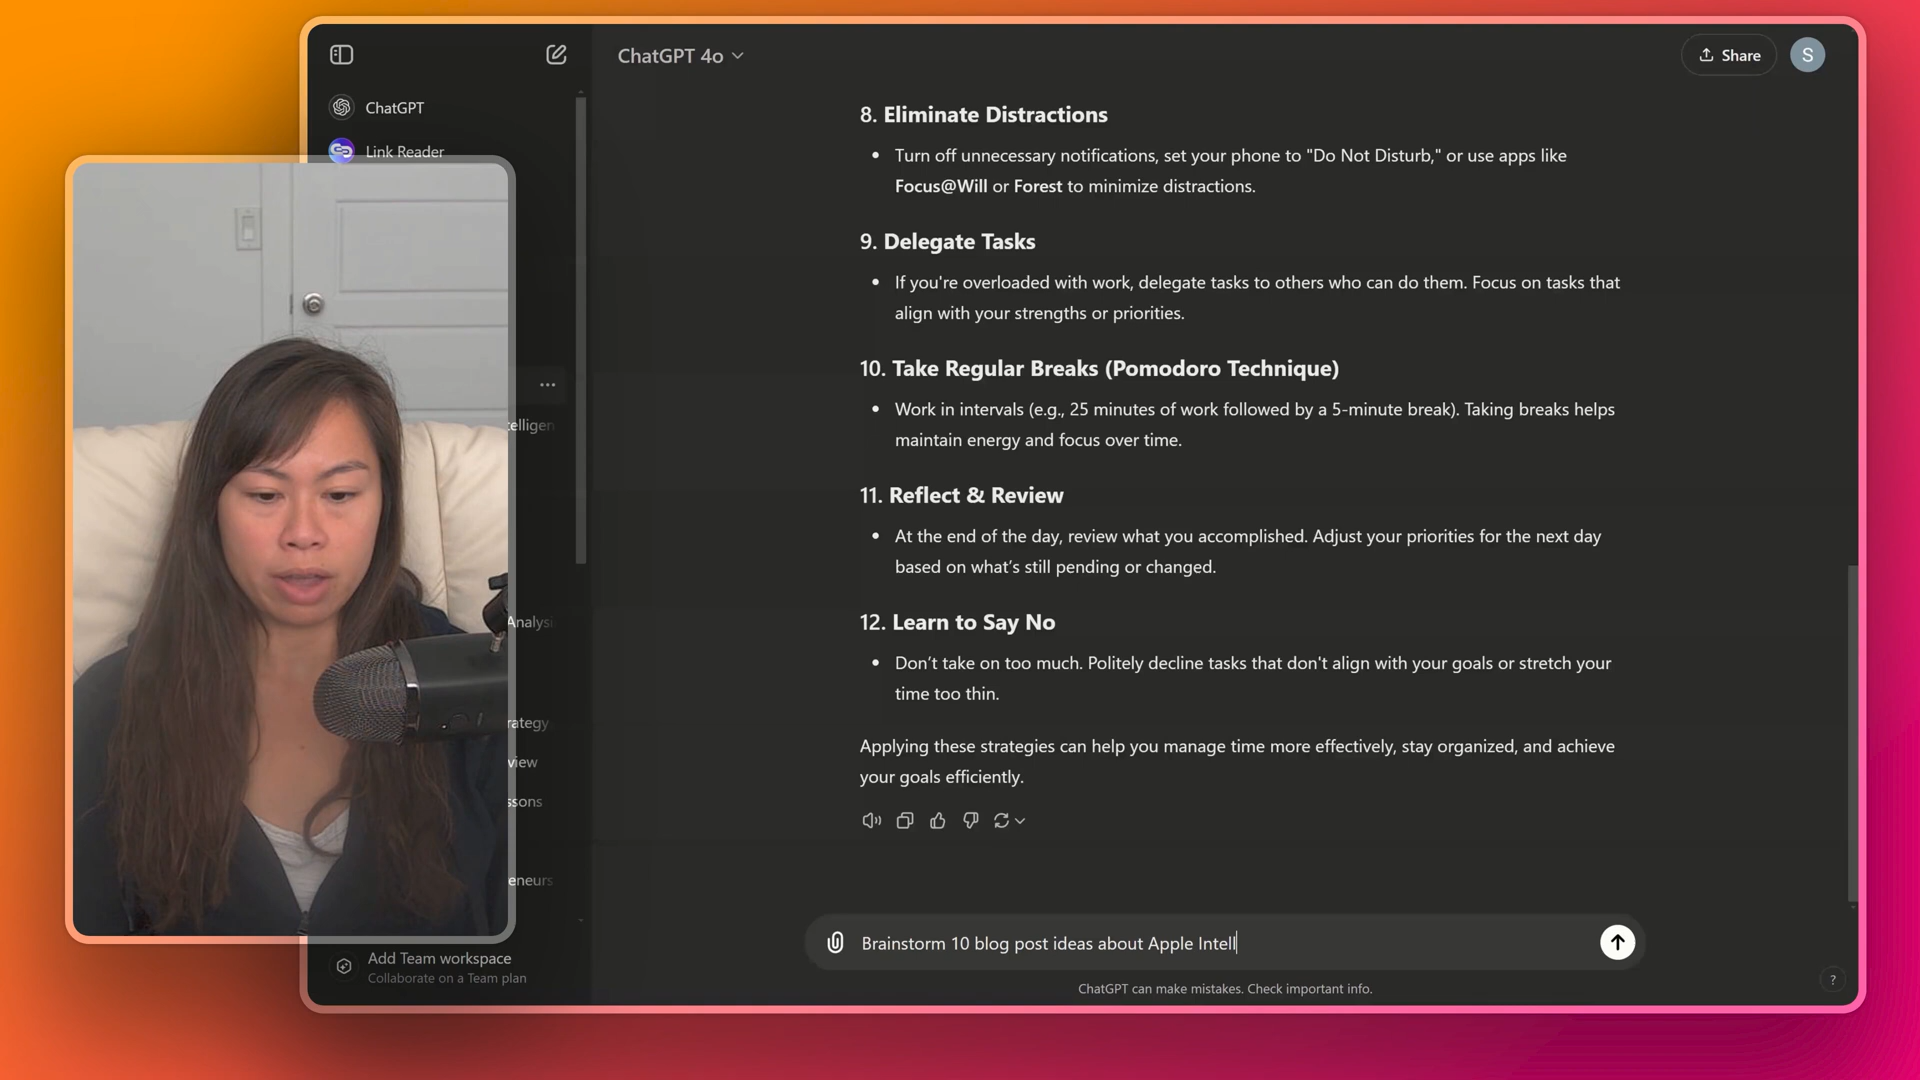 ChatGPT 4o
Share
S
ChatGPT
Link Reader
8. Eliminate Distractions
• Turn off unnecessary notifications, set your phone to "Do Not Disturb," or use apps like
Focus@Will or Forest to minimize distractions.
9. Delegate Tasks
• If you're overloaded with work, delegate tasks to others who can do them. Focus on tasks that
align with your strengths or priorities.
10. Take Regular Breaks (Pomodoro Technique)
• Work in intervals (e.g., 25 minutes of work followed by a 5-minute break). Taking breaks helps
maintain energy and focus over time.
11. Reflect & Review
• At the end of the day, review what you accomplished. Adjust your priorities for the next day
based on what’s still pending or changed.
12. Learn to Say No
• Don’t take on too much. Politely decline tasks that don't align with your goals or stretch your
time too thin.
Applying these strategies can help you manage time more effectively, stay organized, and achieve
your goals efficiently.
Brainstorm 10 blog post ideas about Apple Intell
ChatGPT can make mistakes. Check important info.
?
Add Team workspace
Collaborate on a Team plan